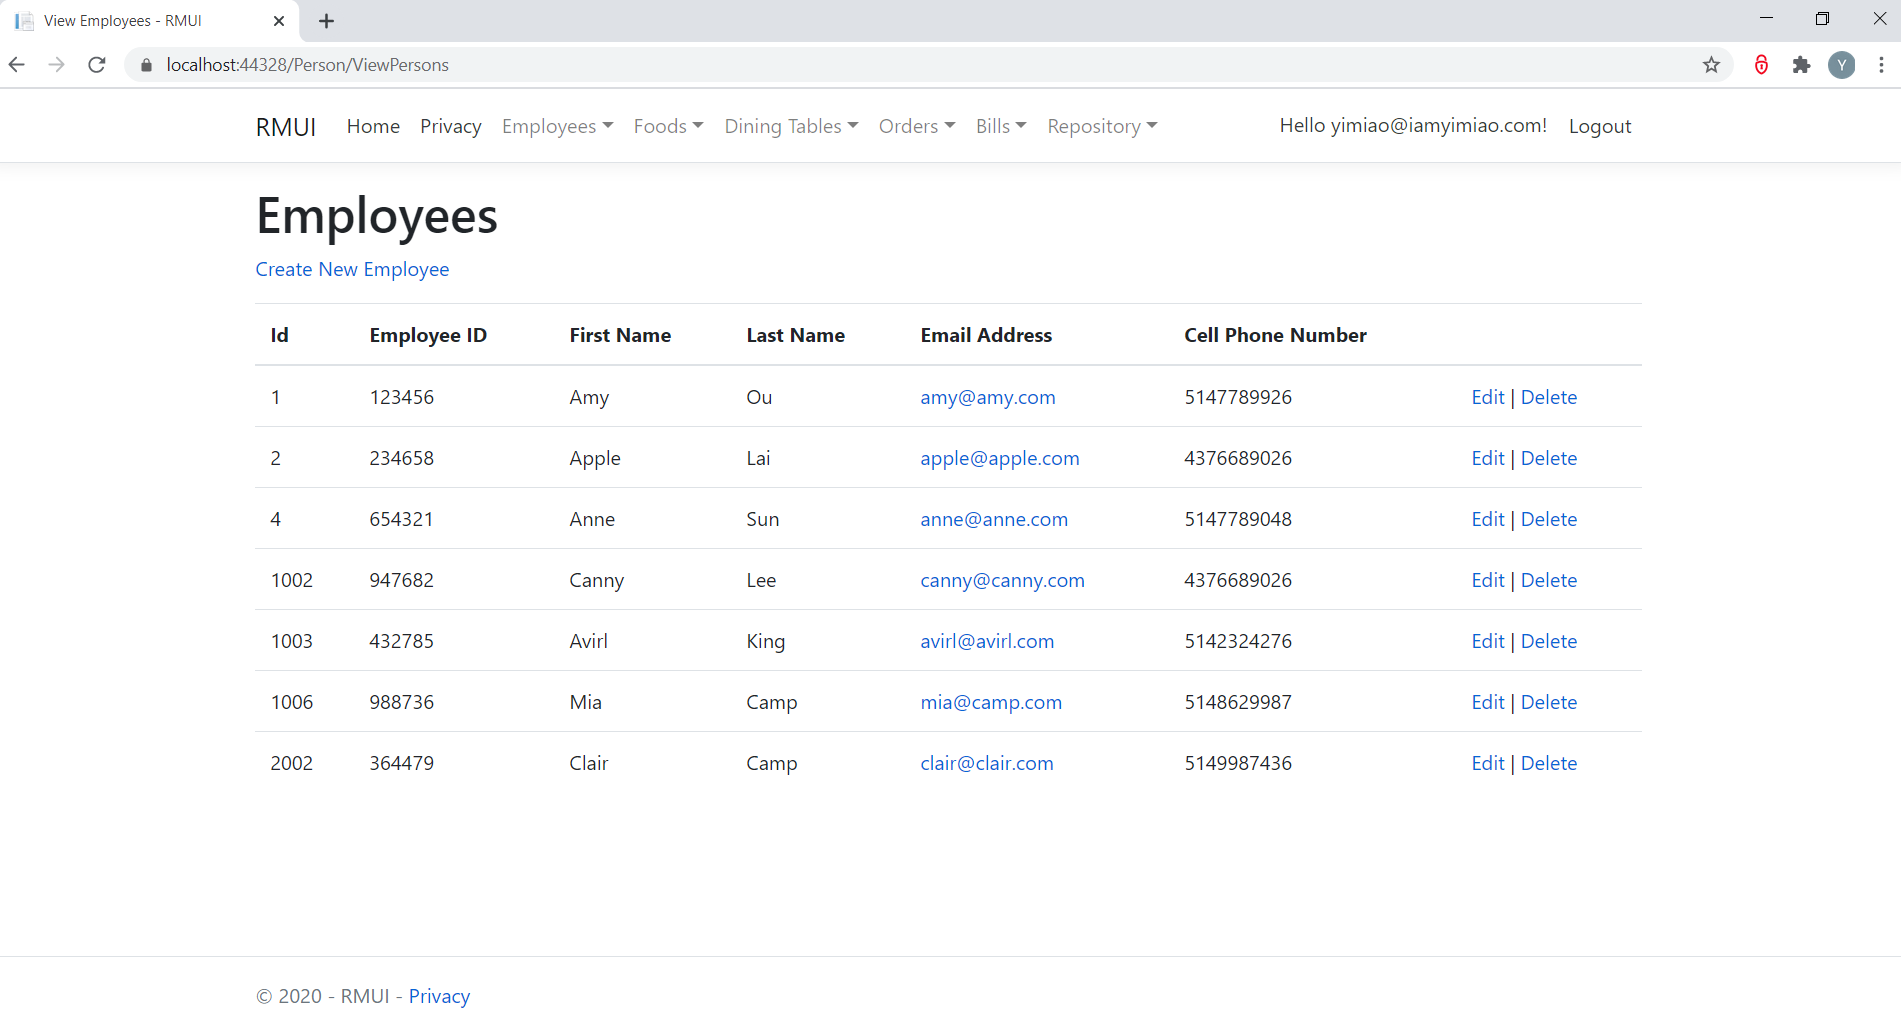 View Employees - RMUI
localhost:44328/Person/ViewPersons
Y
RMUI Home Privacy Employees Foods Dining Tables Orders Bills Repository Hello yimiao@iamyimiao.com! Logout
Employees
Create New Employee
Id Employee ID First Name Last Name Email Address Cell Phone Number
1 123456 Amy Ou amy@amy.com 5147789926 Edit | Delete
2 234658 Apple Lai apple@apple.com 4376689026 Edit | Delete
4 654321 Anne Sun anne@anne.com 5147789048 Edit | Delete
1002 947682 Canny Lee canny@canny.com 4376689026 Edit | Delete
1003 432785 Avirl King avirl@avirl.com 5142324276 Edit | Delete
1006 988736 Mia Camp mia@camp.com 5148629987 Edit | Delete
2002 364479 Clair Camp clair@clair.com 5149987436 Edit | Delete
© 2020 - RMUI - Privacy